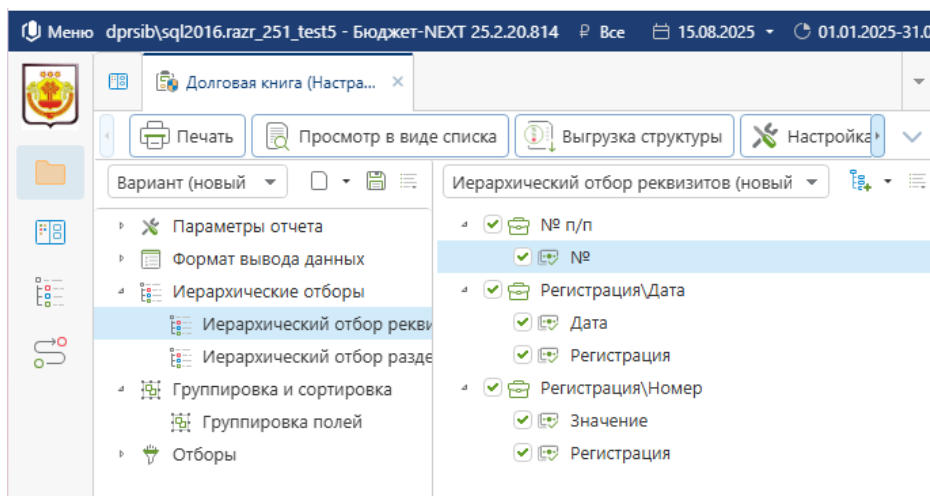 Меню dprsib\sql2016.razr_251_test5 - Бюджет-NEXT 25.2.20.814 ₽ Все 15.08.2025 01.01.2025-31.0
Долговая книга (Настра...
Печать Просмотр в виде списка Выгрузка структуры Настройка
Вариант (новый Иерархический отбор реквизитов (новый
Параметры отчета
Формат вывода данных
Иерархические отборы
Иерархический отбор рекви
Иерархический отбор разде
Группировка и сортировка
Группировка полей
Отборы
№ п/п
№
Регистрация\Дата
Дата
Регистрация
Регистрация\Номер
Значение
Регистрация